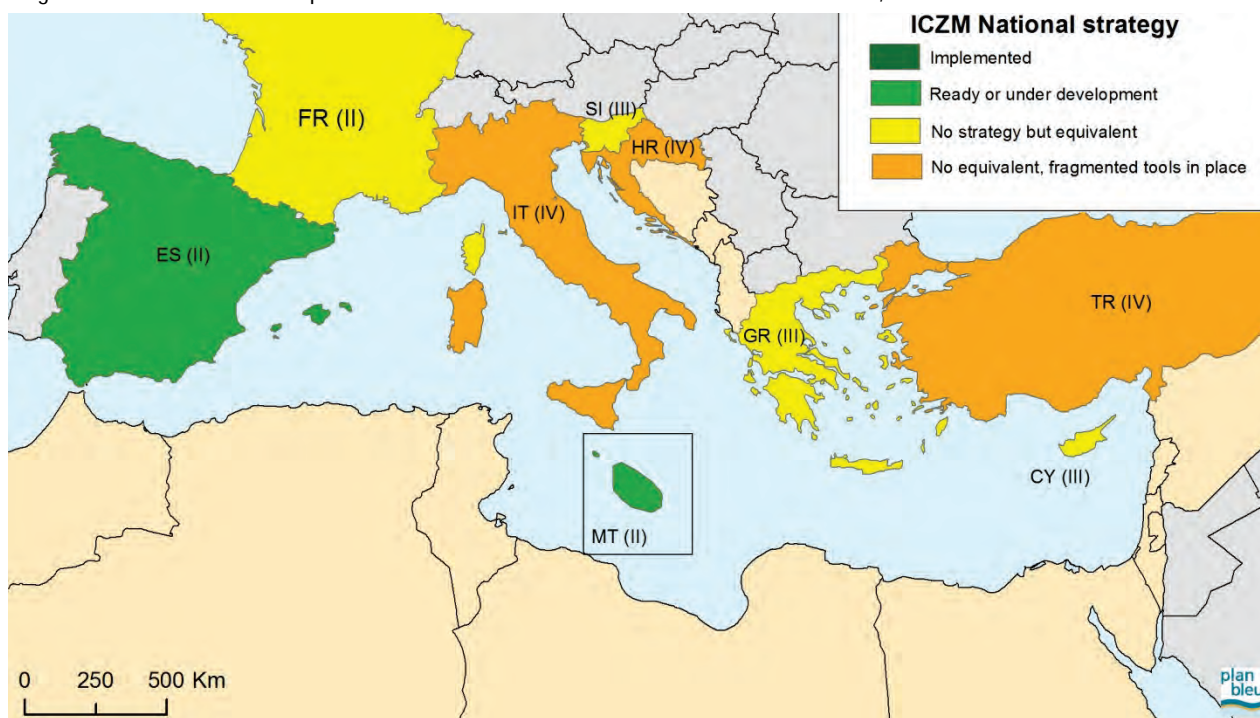 ICZM National strategy
Implemented
Ready or under development
No strategy but equivalent
No equivalent, fragmented tools in place
FR (II)
SI (III)
HR (IV)
IT (IV)
ES (II)
TR (IV)
GR (III)
CY (III)
MT (II)
0 250 500 Km
plan
bleu